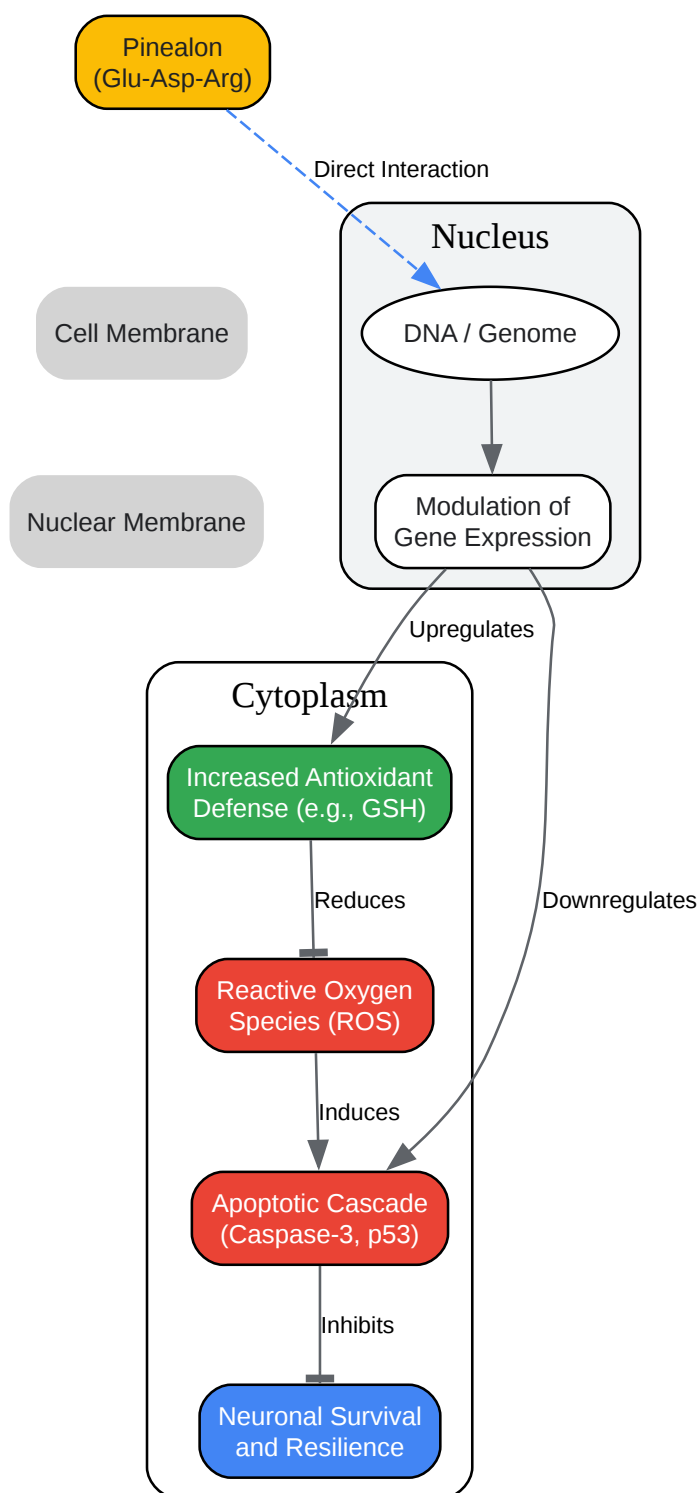 Pinealon
(Glu-Asp-Arg)
Direct Interaction
Nucleus
Cell Membrane
DNA / Genome
Nuclear Membrane
Modulation of
Gene Expression
Upregulates
Cytoplasm
Increased Antioxidant
Defense (e.g., GSH)
Reduces
Downregulates
Reactive Oxygen
Species (ROS)
Induces
Apoptotic Cascade
(Caspase-3, p53)
Inhibits
Neuronal Survival
and Resilience